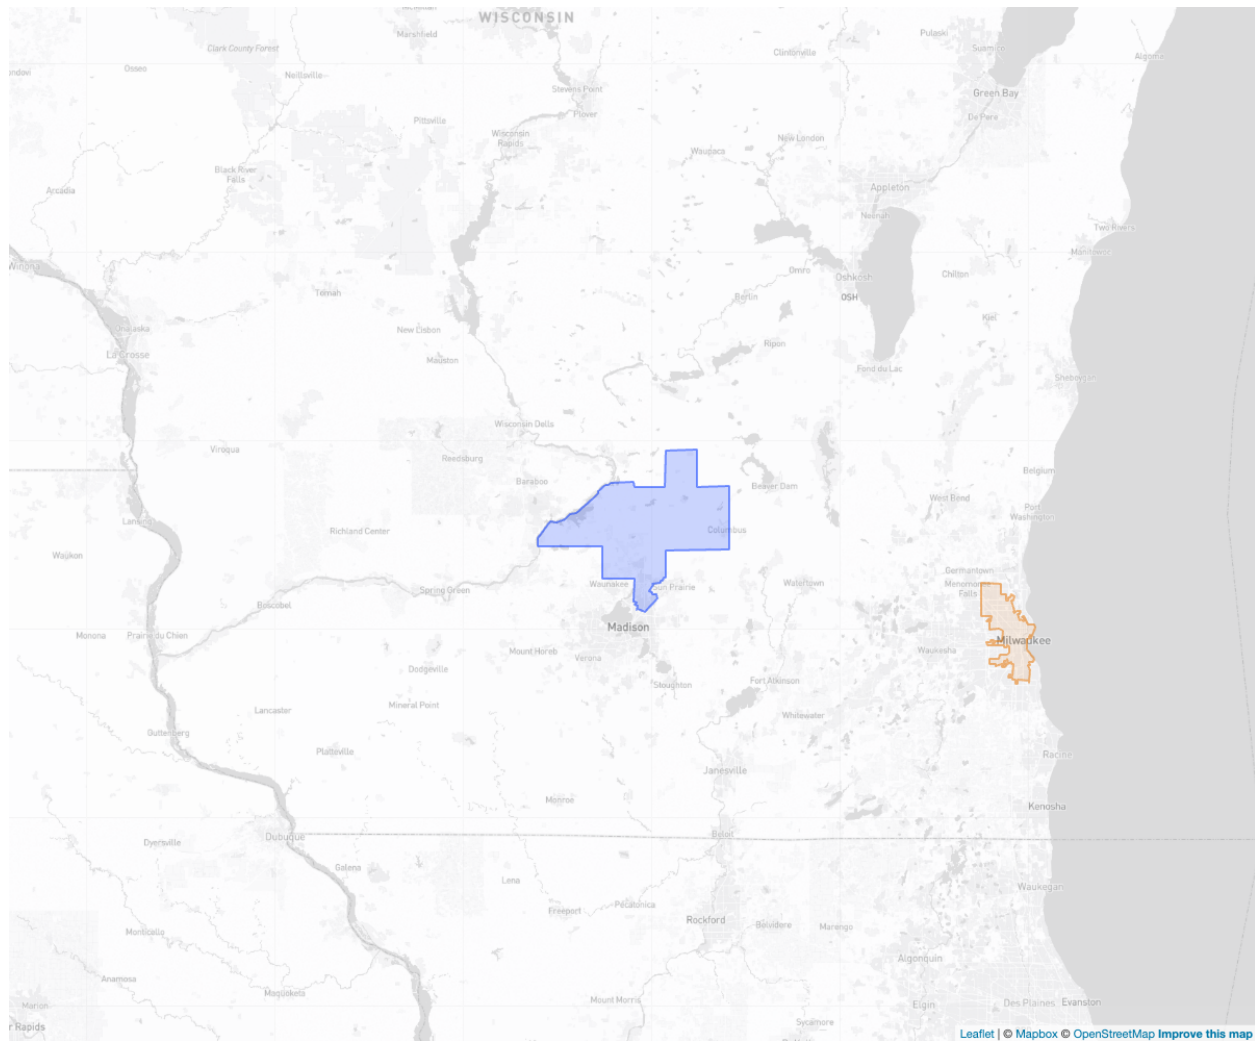 WISCONSIN
Marshfield
Pulaski
Suamico
Clark County Forest
Clintonville
Algoma
Osseo
Neillsville
Stevens Point
Green Bay
Plover
De Pere
Pittsville
Wisconsin
Rapids
New London
Waupaca
Black River
Falls
Arcadia
Appleton
Neenah
Two Rivers
Manitowoc
Winona
Omro
Oshkosh
Chilton
Tomah
Berlin
OSH
Kiel
Onalaska
New Lisbon
La Crosse
Mauston
Ripon
Fond du Lac
Sheboygan
Wisconsin Dells
Viroqua
Reedsburg
Belgium
Baraboo
Beaver Dam
West Bend
Port
Washington
Lansing
Richland Center
Columbus
Waukon
Germantown
Waunakee
Sun Prairie
Watertown
Menomonee
Falls
Spring Green
Boscobel
Madison
Monona
Prairie du Chien
Milwaukee
Mount Horeb
Verona
Waukesha
Dodgeville
Stoughton
Fort Atkinson
Lancaster
Mineral Point
Whitewater
Guttenberg
Platteville
Racine
Janesville
Monroe
Kenosha
Dubuque
Beloit
Dyersville
Galena
Lena
Waukegan
Freeport
Pecatonica
Rockford
Belvidere
Marengo
Monticello
Algonquin
Anamosa
Maquoketa
Mount Morris
Elgin
Des Plaines
Evanston
Marion
r Rapids
Sycamore
Leaflet | © Mapbox © OpenStreetMap Improve this map